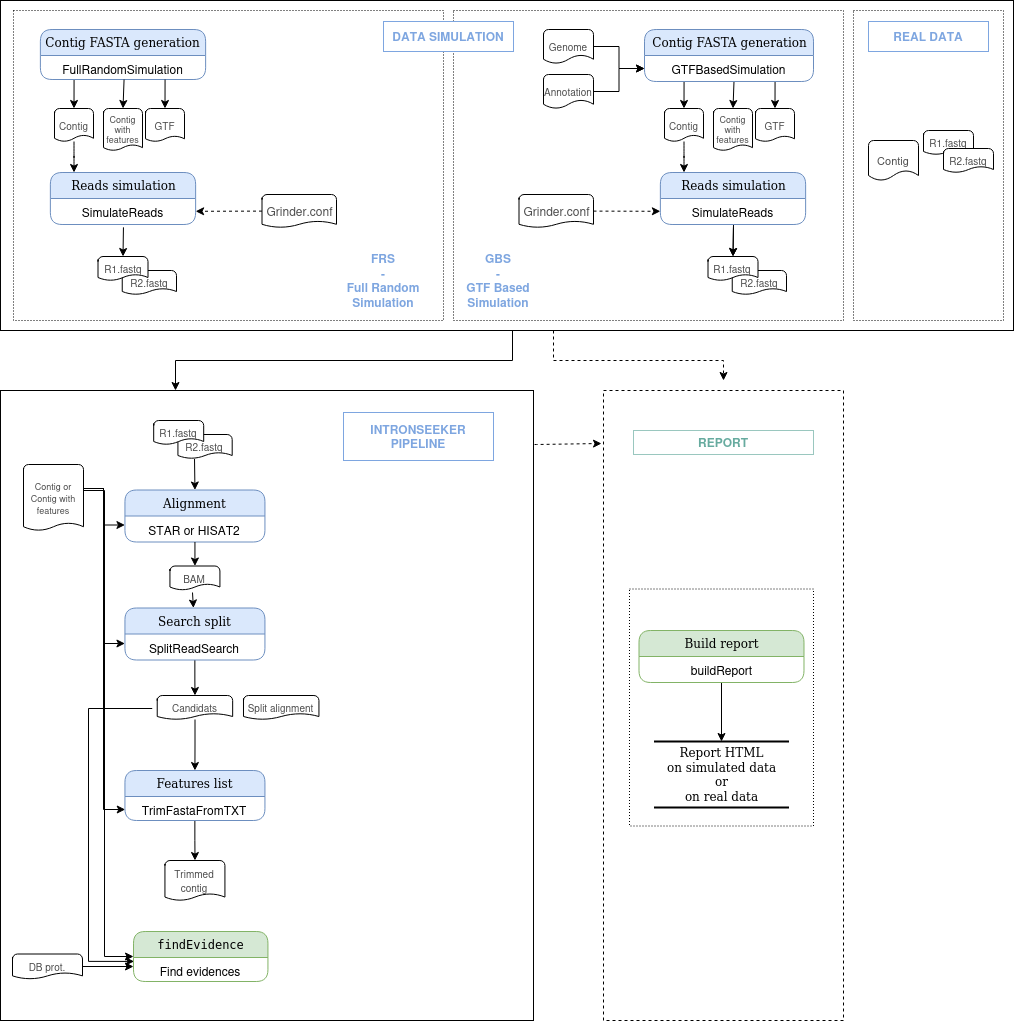 DATA SIMULATION
Contig FASTA generation
FullRandomSimulation
Contig
Contig
with
features
GTF
Reads simulation
SimulateReads
Grinder.conf
R1.fastq
R2.fastq
FRS
-
Full Random
Simulation
Genome
Annotation
Contig FASTA generation
GTFBasedSimulation
Contig
Contig
with
features
GTF
Grinder.conf
Reads simulation
SimulateReads
R1.fastq
R2.fastq
GBS
-
GTF Based
Simulation
REAL DATA
Contig
R1.fastq
R2.fastq
INTRONSEEKER
PIPELINE
R1.fastq
R2.fastq
Contig or
Contig with
features
Alignment
STAR or HISAT2
BAM
Search split
SplitReadSearch
Candidats
Split alignment
Features list
TrimFastaFromTXT
Trimmed
contig
findEvidence
Find evidences
DB prot.
REPORT
Build report
buildReport
Report HTML
on simulated data
or
on real data